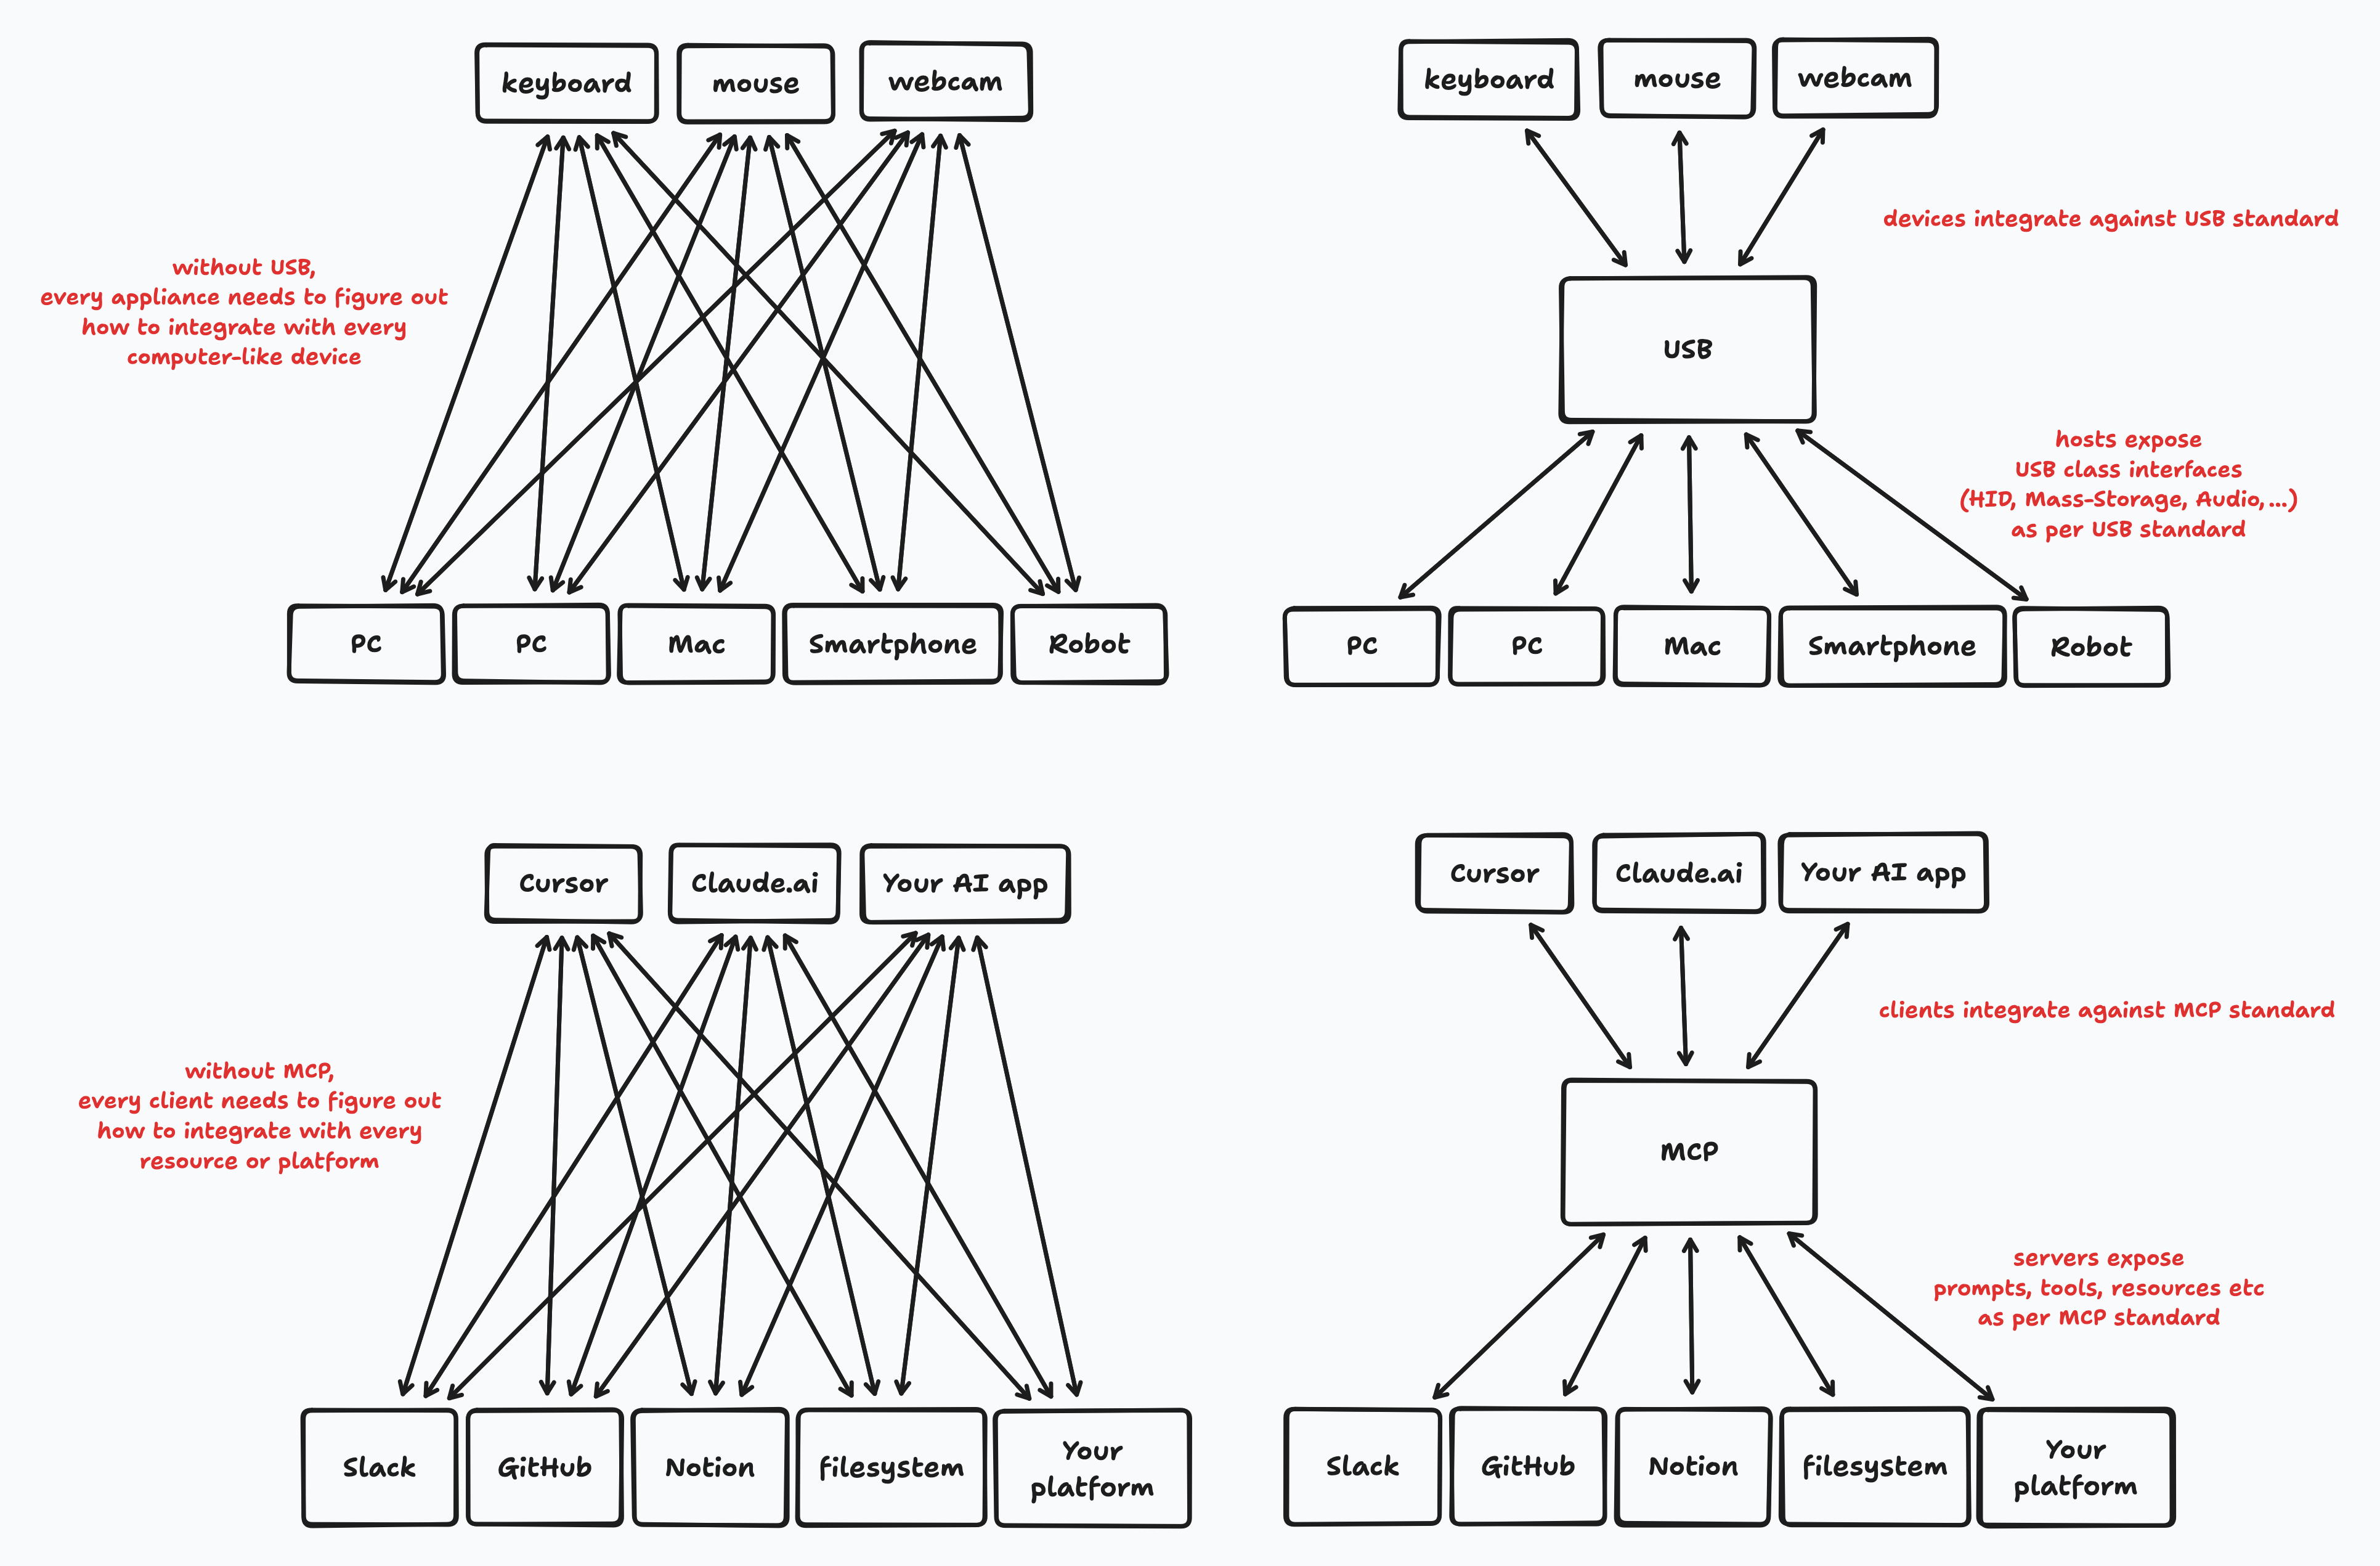 keyboard
mouse
webcam
without USB,
every appliance needs to figure out
how to integrate with every
computer-like device
PC
PC
Mac
Smartphone
Robot
keyboard
mouse
webcam
devices integrate against USB standard
USB
hosts expose
USB class interfaces
(HID, Mass-Storage, Audio,...)
as per USB standard
PC
PC
Mac
Smartphone
Robot
Cursor
Claude.ai
Your AI app
without MCP,
every client needs to figure out
how to integrate with every
resource or platform
Slack
GitHub
Notion
filesystem
Your
platform
Cursor
Claude.ai
Your AI app
clients integrate against MCP standard
MCP
servers expose
prompts, tools, resources etc
as per MCP standard
Slack
GitHub
Notion
filesystem
Your
platform